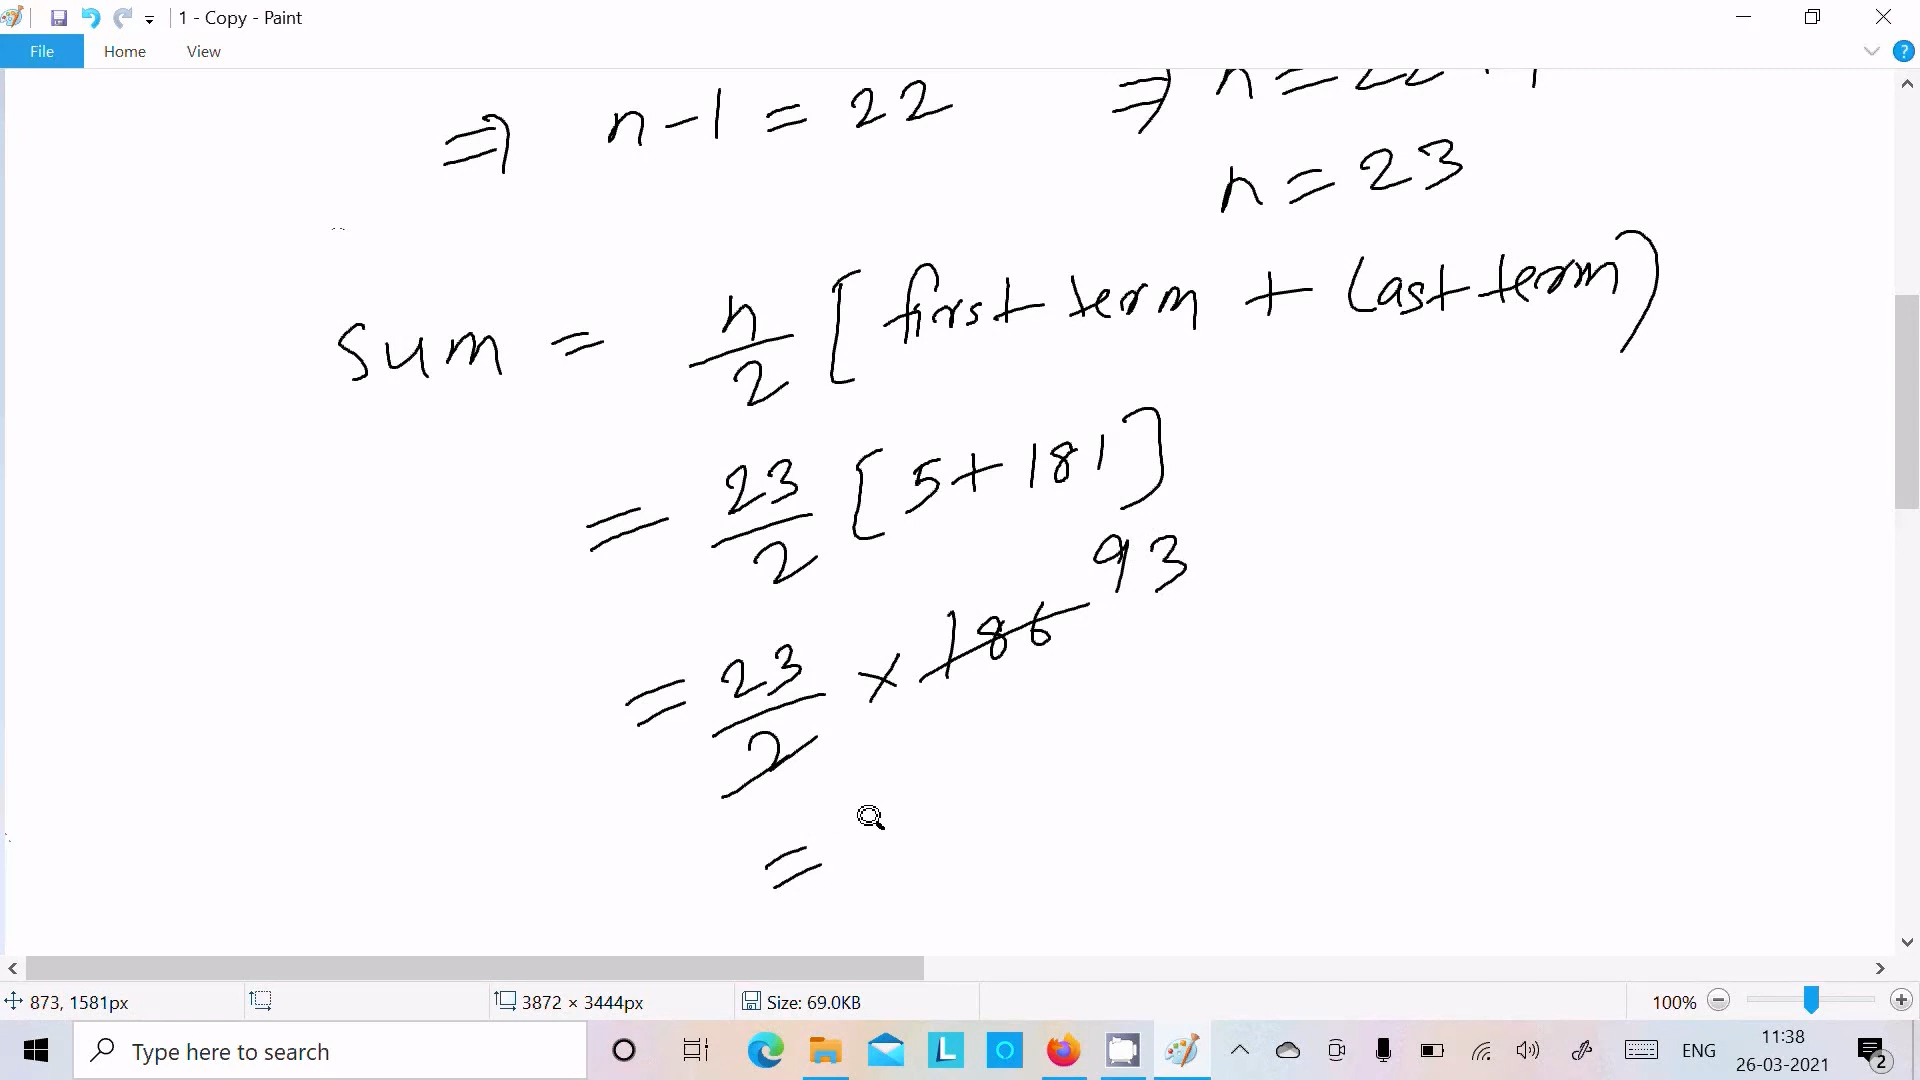 1 - Copy - Paint
File Home View
⇒ n-1 = 22 ⇒ n = 22 + 1
n = 23
Sum = n/2 [first term + Last term)
= 23/2 [5+181]
93
= 23/2 × 186
=
873, 1581px 3872 × 3444px Size: 69.0KB 100%
Type here to search ENG 11:38
26-03-2021 2